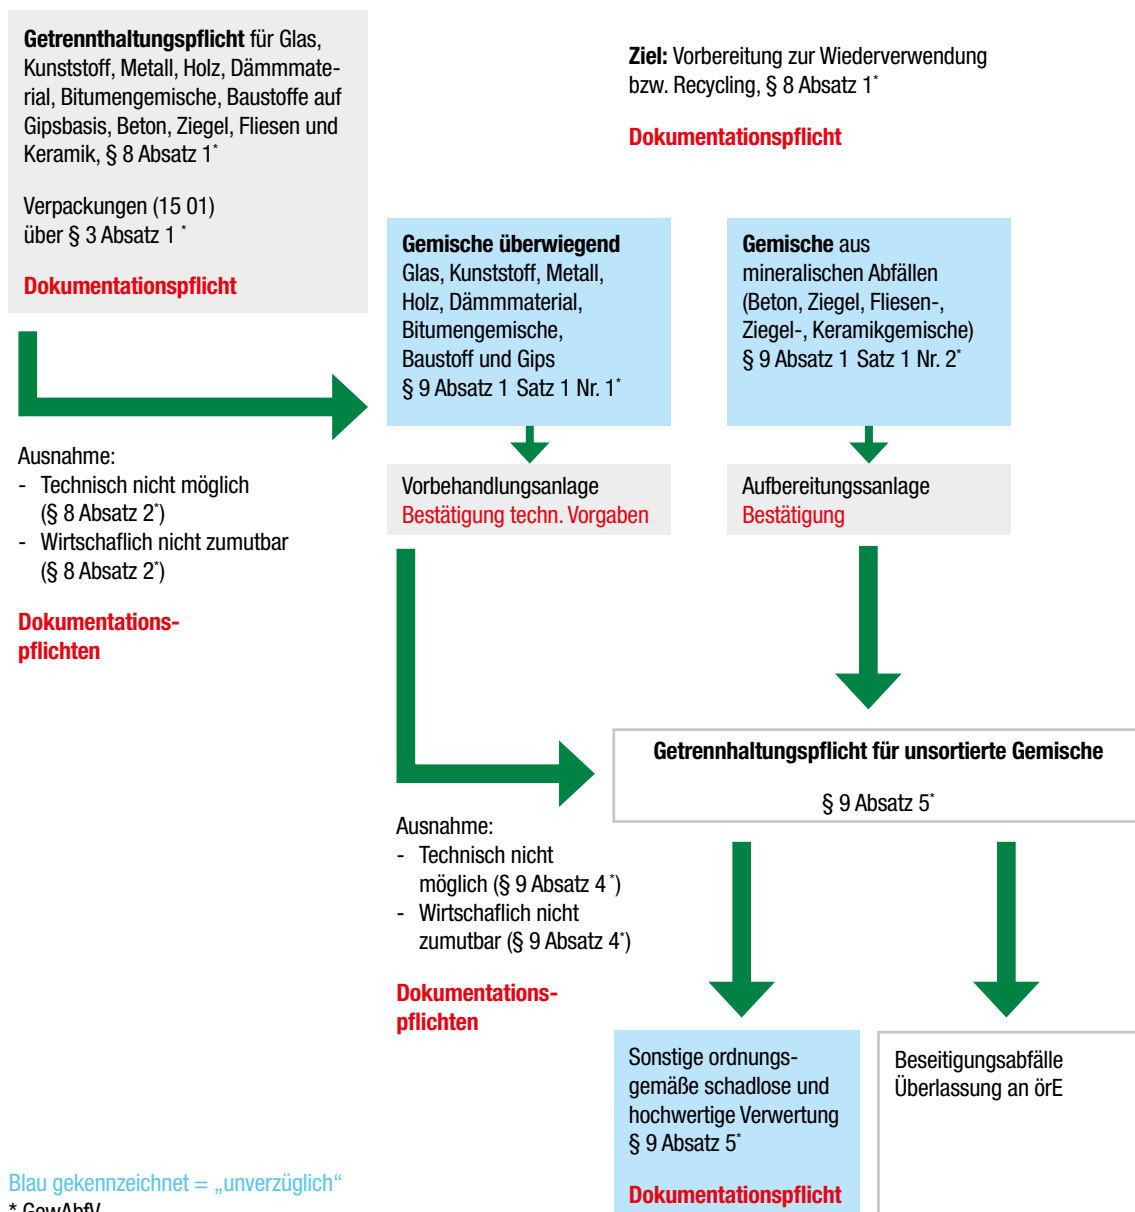 Getrennthaltungspflicht für Glas,
Kunststoff, Metall, Holz, Dämmmate-
rial, Bitumengemische, Baustoffe auf
Gipsbasis, Beton, Ziegel, Fliesen und
Keramik, § 8 Absatz 1*
Verpackungen (15 01)
über § 3 Absatz 1 *
Dokumentationspflicht
Ziel: Vorbereitung zur Wiederverwendung
bzw. Recycling, § 8 Absatz 1*
Dokumentationspflicht
Gemische überwiegend
Glas, Kunststoff, Metall,
Holz, Dämmmaterial,
Bitumengemische,
Baustoff und Gips
§ 9 Absatz 1 Satz 1 Nr. 1*
Gemische aus
mineralischen Abfällen
(Beton, Ziegel, Fliesen-,
Ziegel-, Keramikgemische)
§ 9 Absatz 1 Satz 1 Nr. 2*
Ausnahme:
- Technisch nicht möglich
(§ 8 Absatz 2*)
- Wirtschaflich nicht zumutbar
(§ 8 Absatz 2*)
Dokumentations-
pflichten
Vorbehandlungsanlage
Bestätigung techn. Vorgaben
Aufbereitungssanlage
Bestätigung
Getrennhaltungspflicht für unsortierte Gemische
§ 9 Absatz 5*
Ausnahme:
- Technisch nicht
möglich (§ 9 Absatz 4 *)
- Wirtschaflich nicht
zumutbar (§ 9 Absatz 4*)
Dokumentations-
pflichten
Sonstige ordnungs-
gemäße schadlose und
hochwertige Verwertung
§ 9 Absatz 5*
Dokumentationspflicht
Beseitigungsabfälle
Überlassung an örE
Blau gekennzeichnet = „unverzüglich“
* GewAbfV